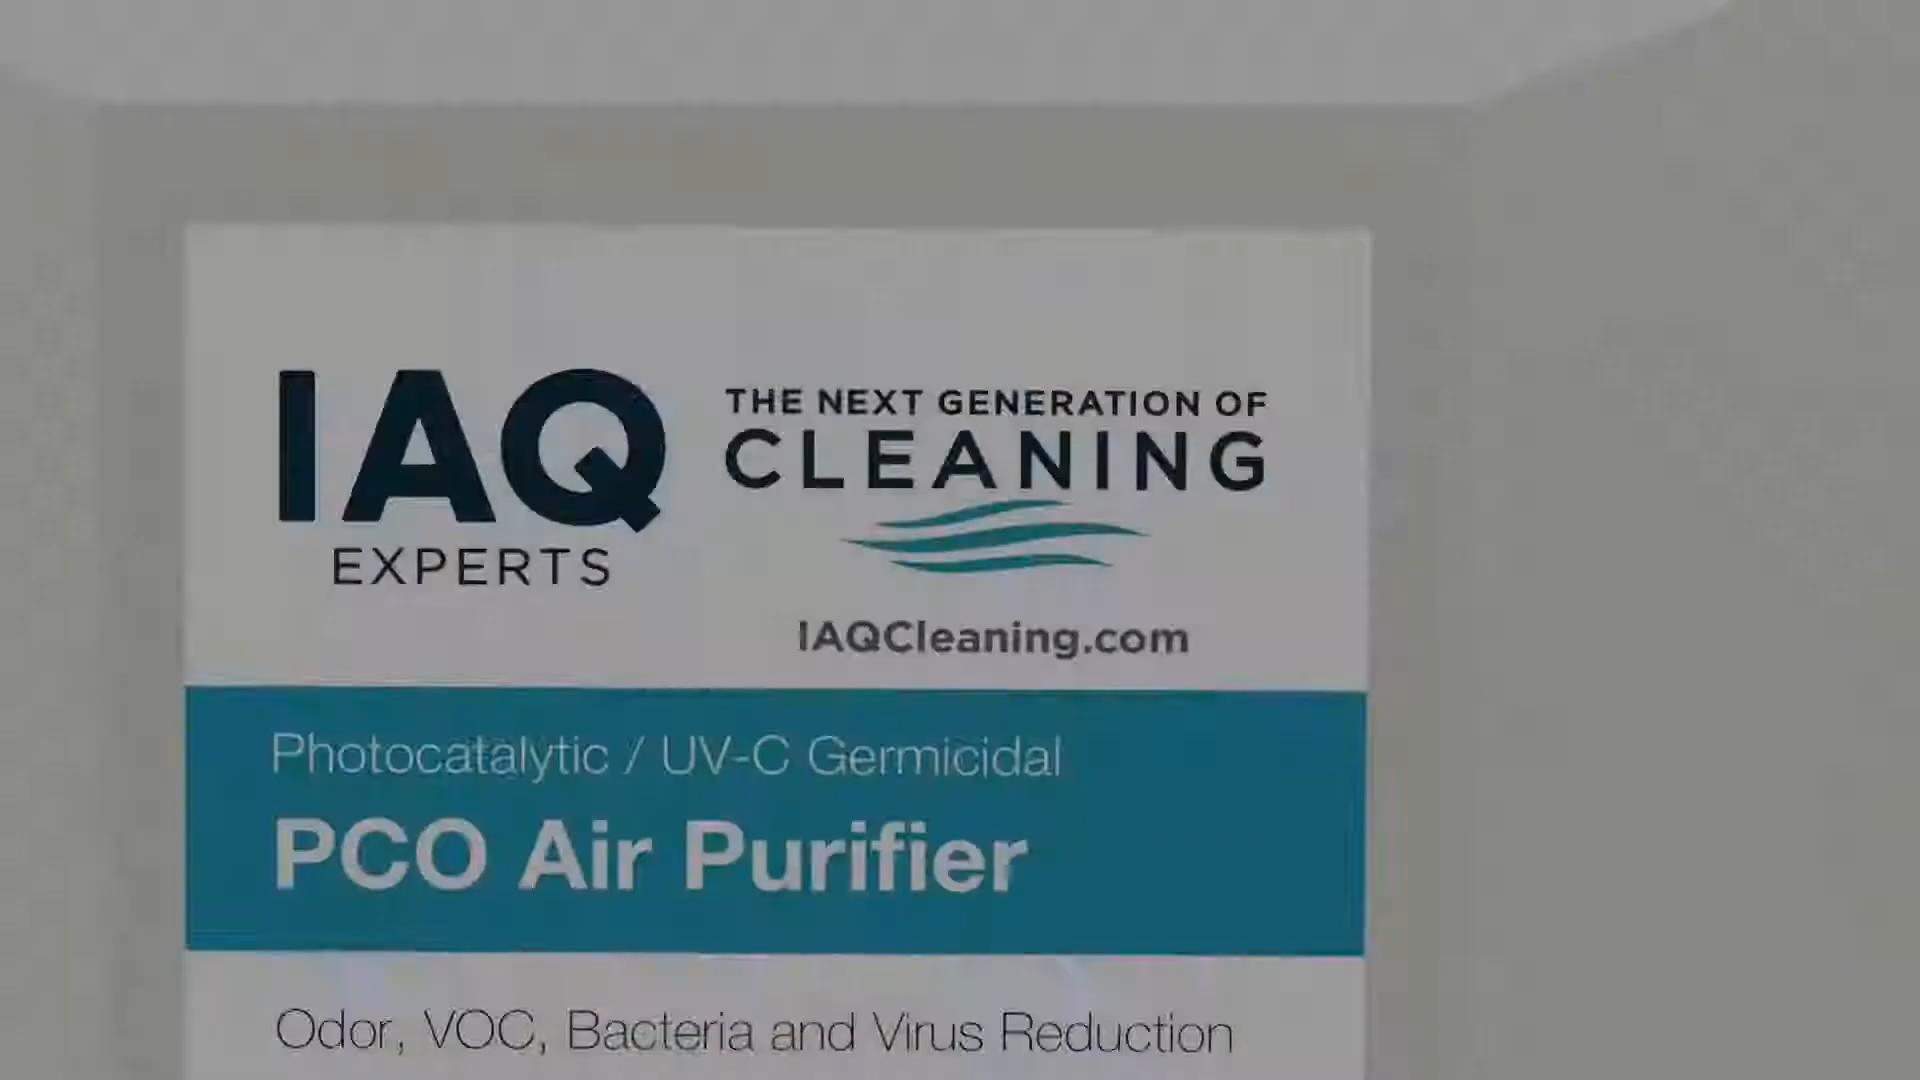 IAQ
EXPERTS
THE NEXT GENERATION OF
CLEANING
IAQCleaning.com
Photocatalytic / UV-C Germicidal
PCO Air Purifier
Odor, VOC, Bacteria and Virus Reduction